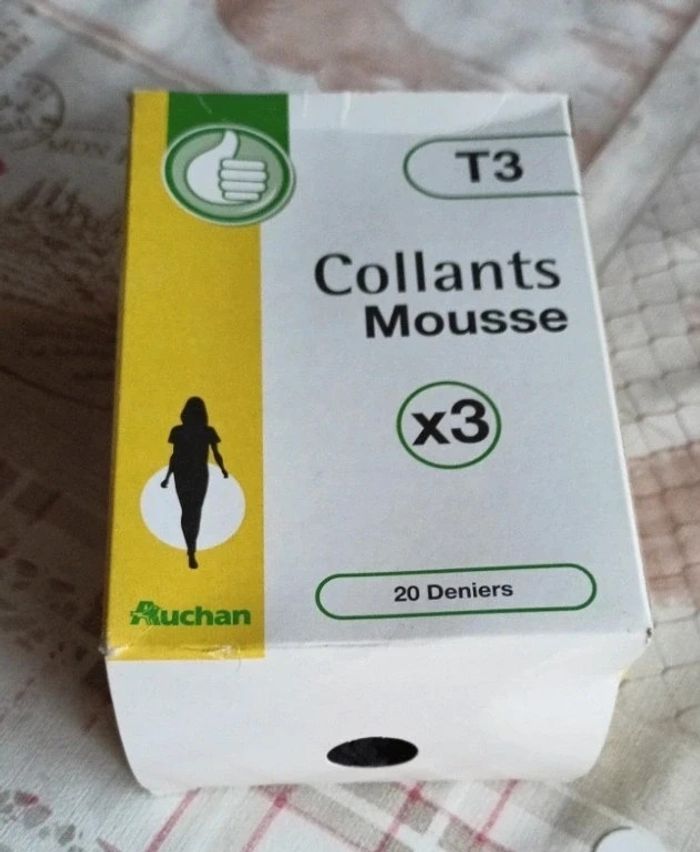 T3
Collants
Mousse
x3
20 Deniers
Auchan